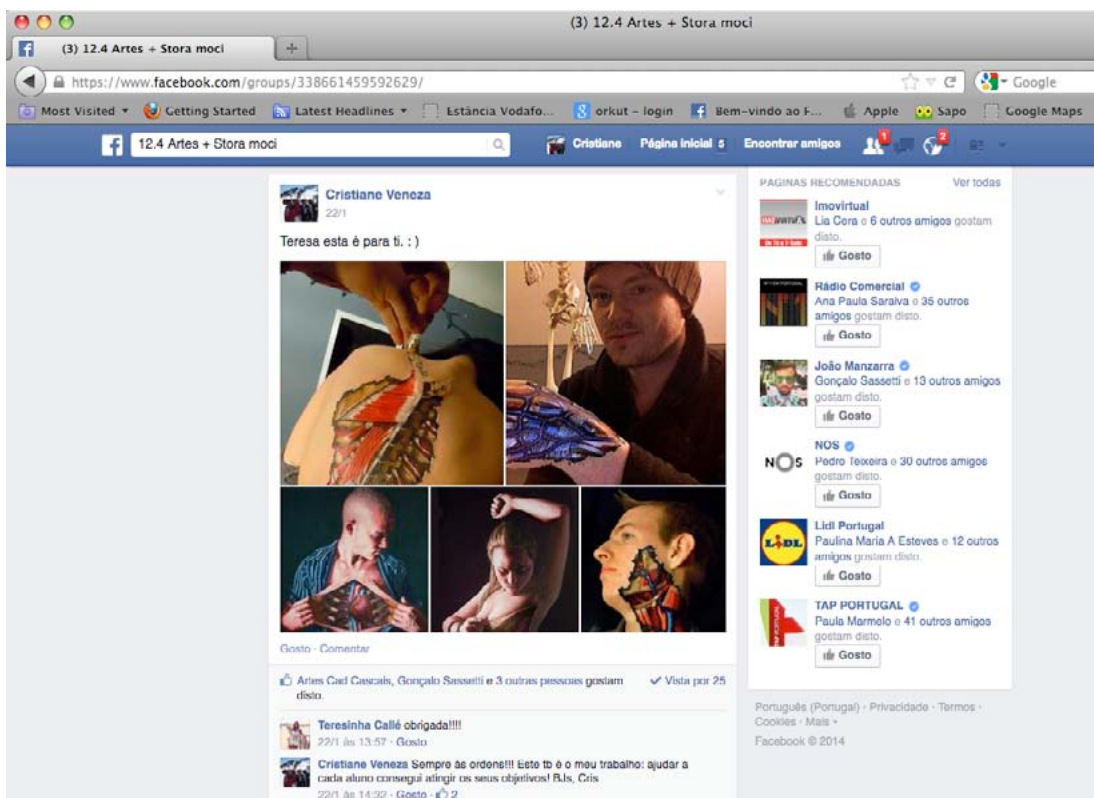 (3) 12.4 Artes + Stora moci
(3) 12.4 Artes + Stora moci
https://www.facebook.com/groups/338661459592629/
Google
Most Visited
Getting Started
Latest Headlines
Estância Vodafo...
orkut - login
Bem-vindo ao F...
Apple
Sapo
Google Maps
12.4 Artes + Stora moci
Cristiane
Página inicial 5
Encontrar amigos
1
2
Cristiane Veneza
22/1
Teresa esta é para ti. : )
Gosto · Comentar
Artes Cad Cascais, Gonçalo Sassetti e 3 outras pessoas gostam
disto.
Vista por 25
Teresinha Callé obrigada!!!!
22/1 às 13:57 · Gosto
Cristiane Veneza Sempre às ordens!!! Este tb é o meu trabalho: ajudar a
cada aluno consegui atingir os seus objetivos! BJs, Cris
22/1 às 14:32 · Gosto · 2
PÁGINAS RECOMENDADAS
Ver todas
Imovirtual
Lia Cera e 6 outros amigos gostam
disto.
Gosto
Rádio Comercial
Ana Paula Saraiva e 35 outros
amigos gostam disto.
Gosto
João Manzarra
Gonçalo Sassetti e 13 outros amigos
gostam disto.
Gosto
NOS
NOS
Pedro Teixeira e 30 outros amigos
gostam disto.
Gosto
LIDL
Lidl Portugal
Paulina Maria A Esteves e 12 outros
amigos gostam disto.
Gosto
TAP PORTUGAL
Paula Marmelo e 41 outros amigos
gostam disto.
Gosto
Português (Portugal) · Privacidade · Termos ·
Cookies · Mais
Facebook © 2014